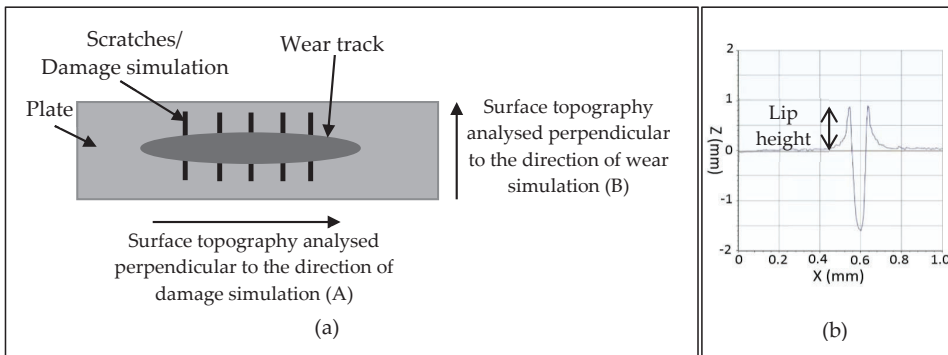 Scratches/
Damage simulation
Wear track
Plate
Surface topography
analysed perpendicular
to the direction of wear
simulation (B)
Surface topography analysed
perpendicular to the direction of
damage simulation (A)
(a)
2
1
0
-1
-2
Z (mm)
Lip
height
0
0.2
0.4
0.6
0.8
1.0
X (mm)
(b)